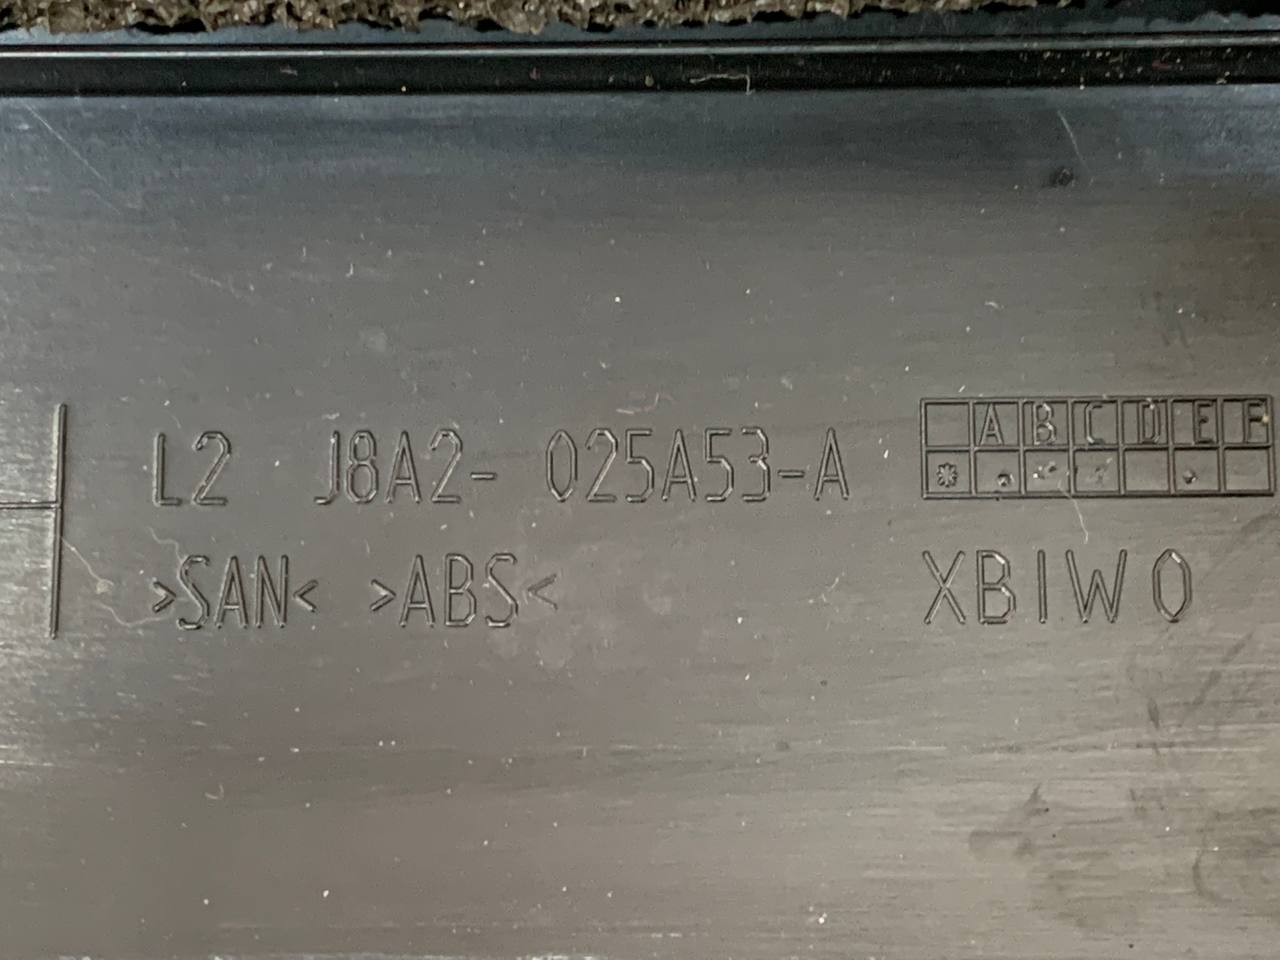 L2 J8A2-025A53-A
A B C D E F
*
>SAN< >ABS<
XBIW0